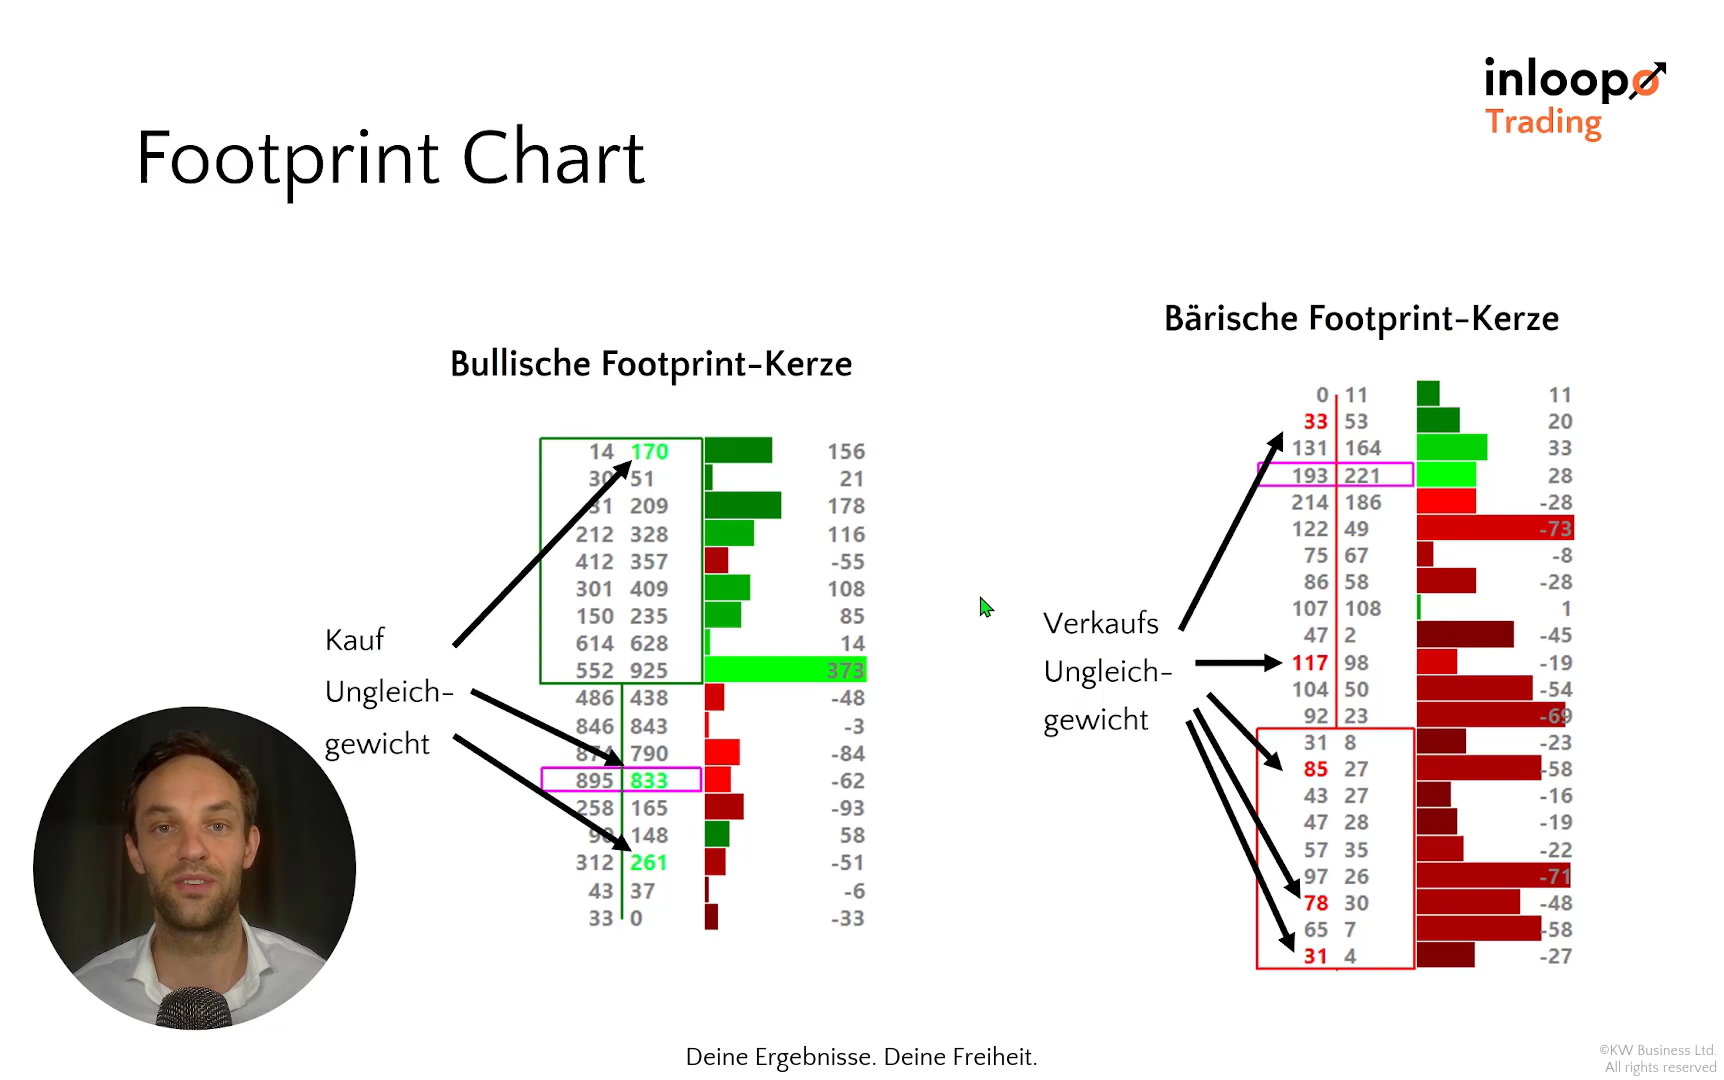 inloopo
Trading
Footprint Chart
Bärische Footprint-Kerze
Bullische Footprint-Kerze
14 170 156
30 51 21
31 209 178
212 328 116
412 357 -55
301 409 108
150 235 85
614 628 14
552 925 373
486 438 -48
846 843 -3
874 790 -84
895 833 -62
258 165 -93
90 148 58
312 261 -51
43 37 -6
33 0 -33
Kauf
Ungleich-
gewicht
0 11 11
33 53 20
131 164 33
193 221 28
214 186 -28
122 49 -73
75 67 -8
86 58 -28
107 108 1
47 2 -45
117 98 -19
104 50 -54
92 23 -69
31 8 -23
85 27 -58
43 27 -16
47 28 -19
57 35 -22
97 26 -71
78 30 -48
65 7 -58
31 4 -27
Verkaufs
Ungleich-
gewicht
Deine Ergebnisse. Deine Freiheit.
©KW Business Ltd.
All rights reserved